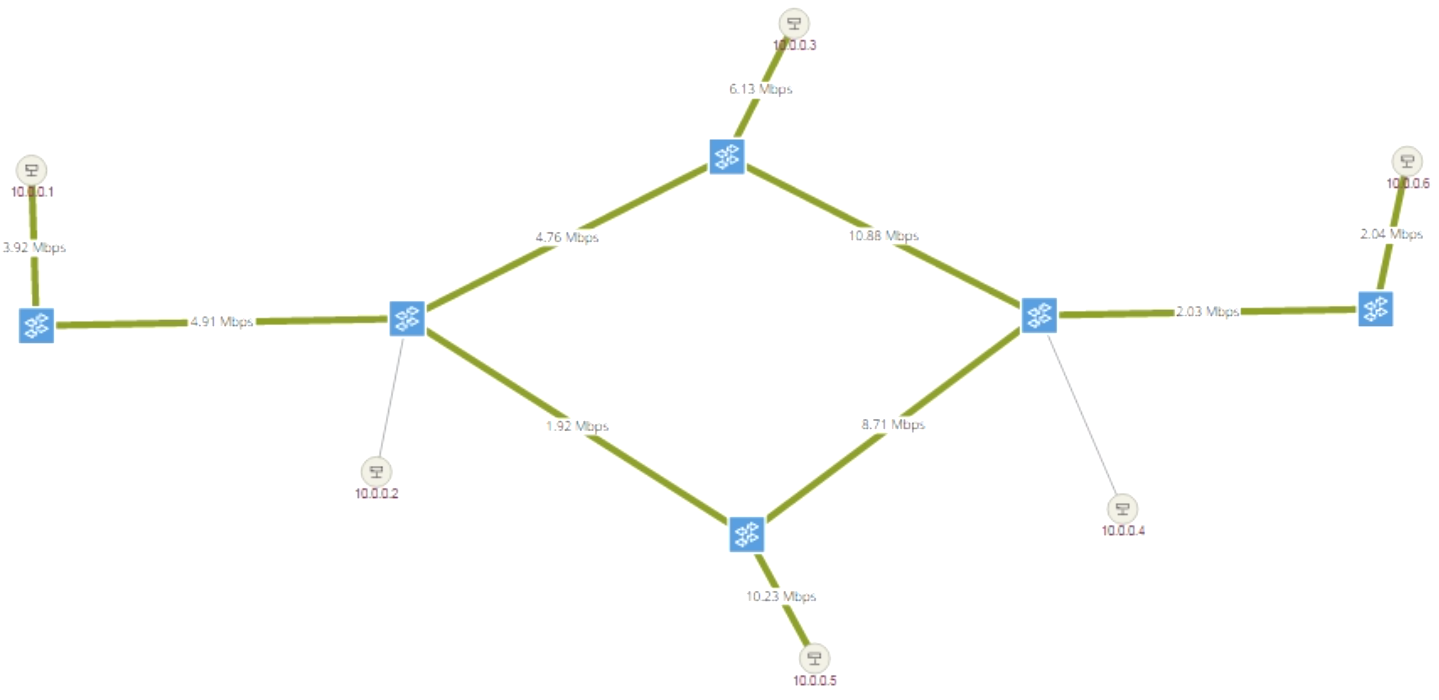 10.0.0.3
6.13 Mbps
10.0.0.1
10.0.0.6
3.92 Mbps
4.76 Mbps
10.88 Mbps
2.04 Mbps
4.91 Mbps
2.03 Mbps
1.92 Mbps
8.71 Mbps
10.0.0.2
10.0.0.4
10.23 Mbps
10.0.0.5